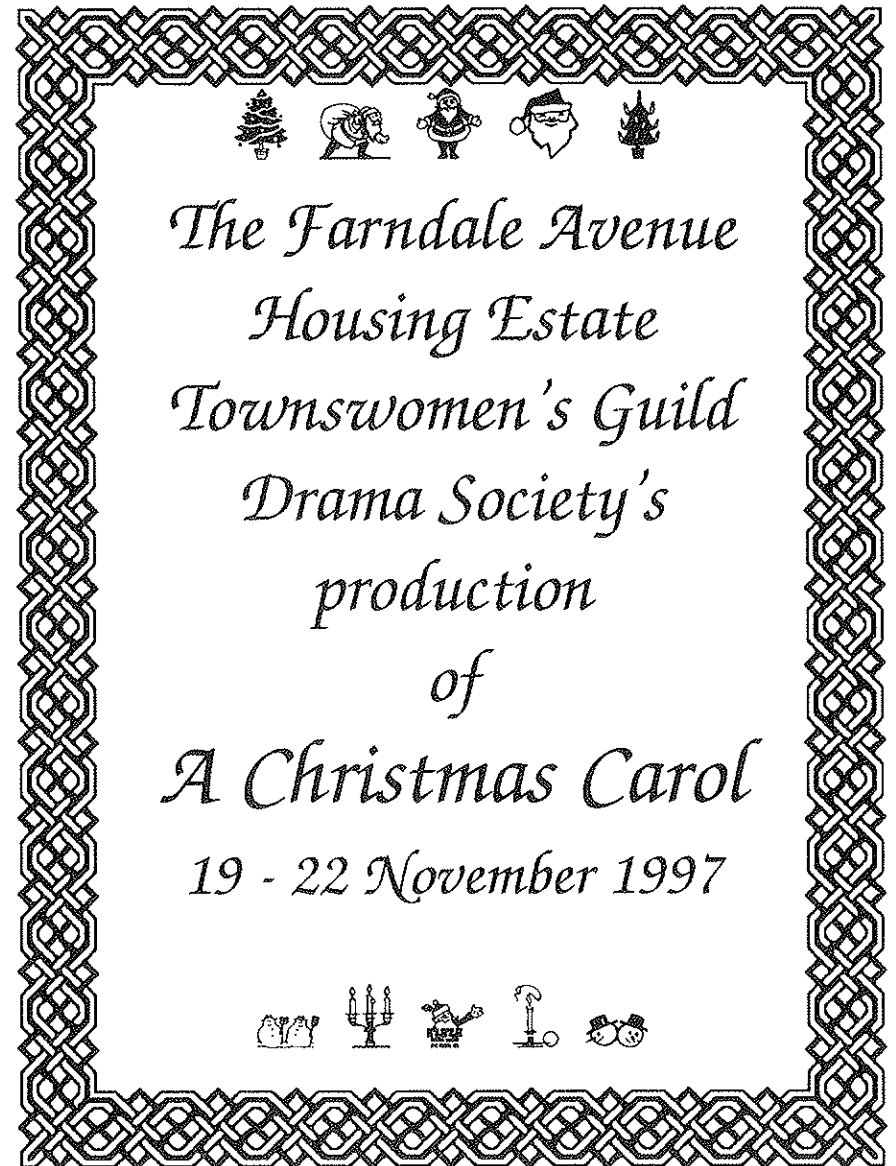 The Farndale Avenue
Housing Estate
Townswomen's Guild
Drama Society's
production
of
A Christmas Carol
19 - 22 November 1997